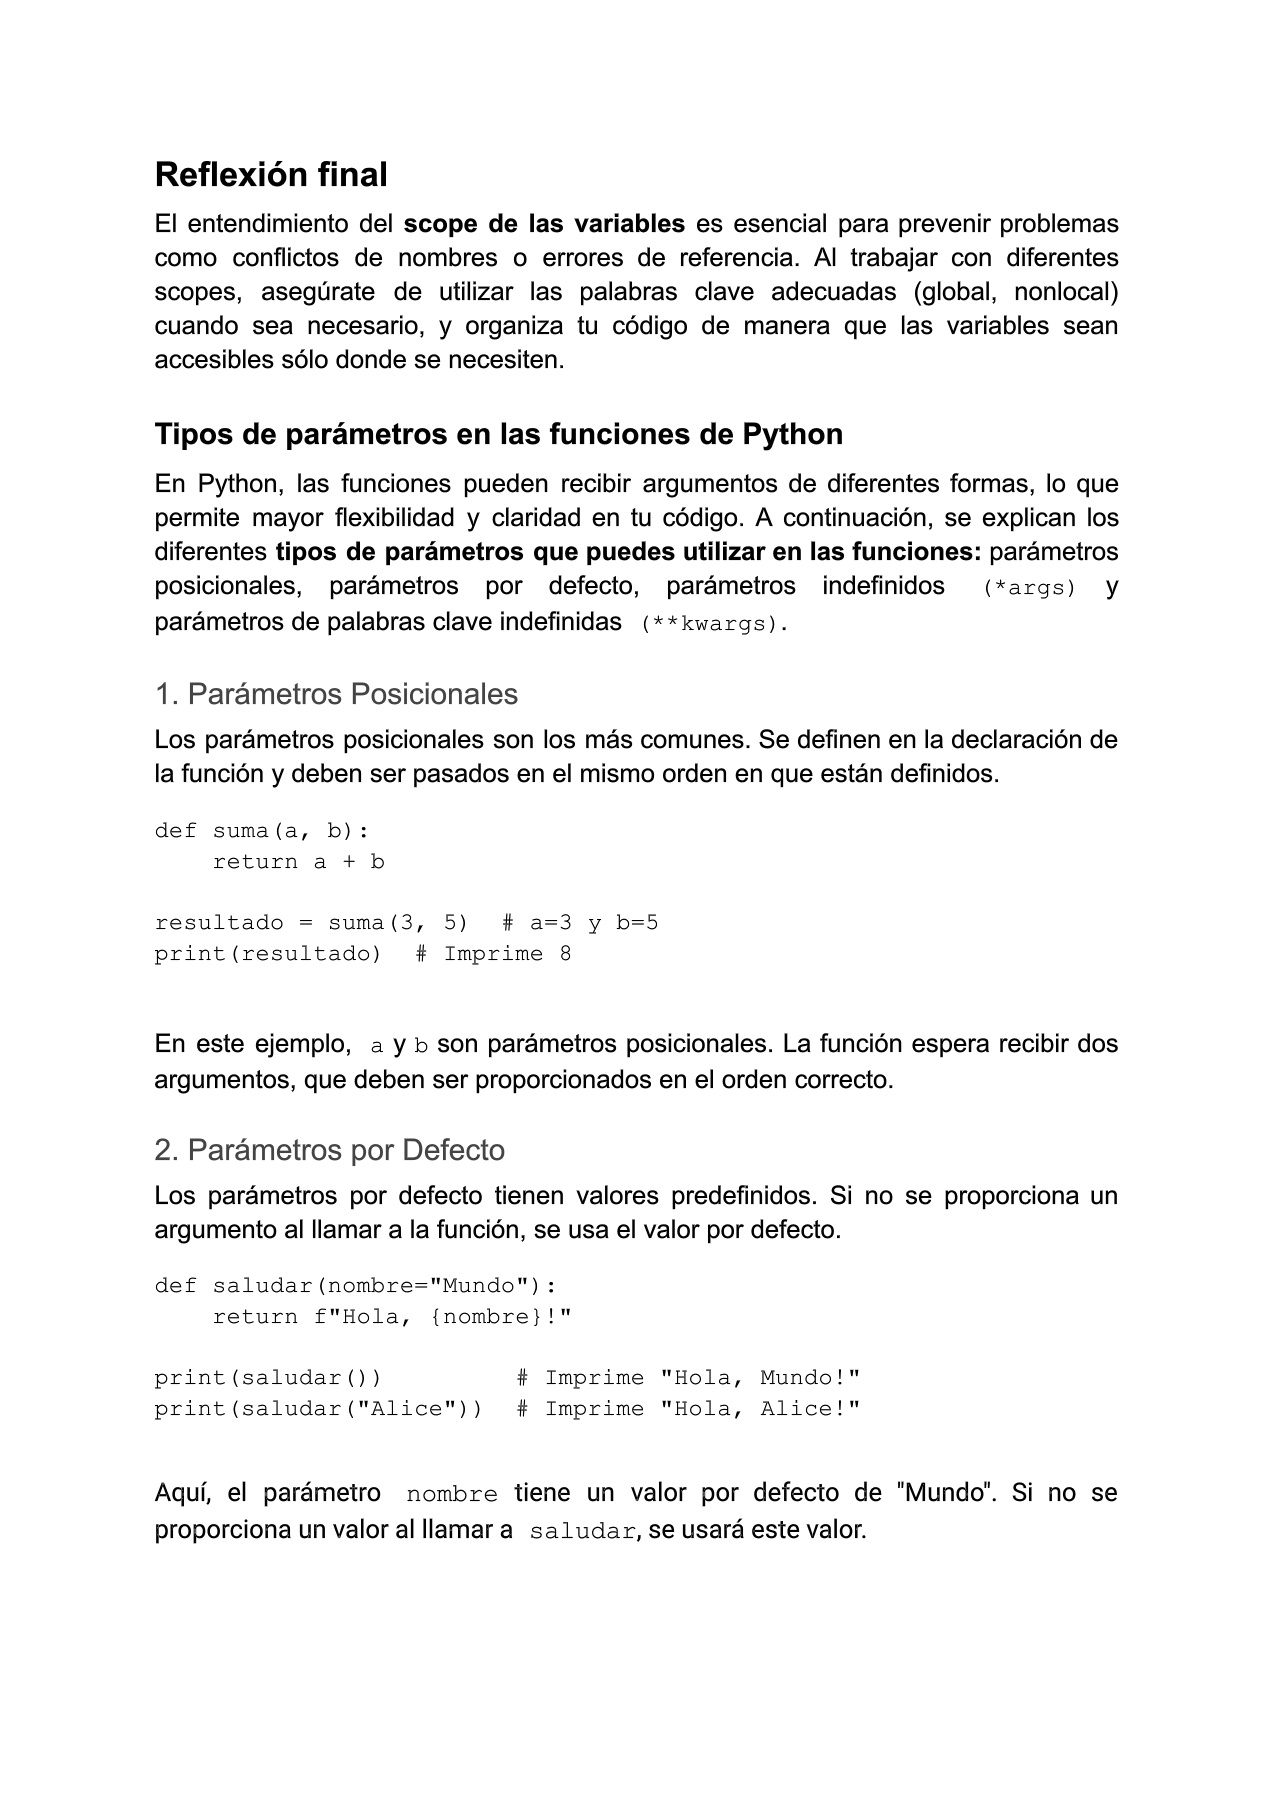 Reflexión final
El entendimiento del scope de las variables es esencial para prevenir problemas
como conflictos de nombres o errores de referencia. Al trabajar con diferentes
scopes, asegúrate de utilizar las palabras clave adecuadas (global, nonlocal)
cuando sea necesario, y organiza tu código de manera que las variables sean
accesibles sólo donde se necesiten.
Tipos de parámetros en las funciones de Python
En Python, las funciones pueden recibir argumentos de diferentes formas, lo que
permite mayor flexibilidad y claridad en tu código. A continuación, se explican los
diferentes tipos de parámetros que puedes utilizar en las funciones: parámetros
posicionales, parámetros por defecto, parámetros indefinidos (*args) y
parámetros de palabras clave indefinidas (**kwargs).
1. Parámetros Posicionales
Los parámetros posicionales son los más comunes. Se definen en la declaración de
la función y deben ser pasados en el mismo orden en que están definidos.
def suma(a, b):
    return a + b
resultado = suma(3, 5)  # a=3 y b=5
print(resultado)  # Imprime 8
En este ejemplo, a y b son parámetros posicionales. La función espera recibir dos
argumentos, que deben ser proporcionados en el orden correcto.
2. Parámetros por Defecto
Los parámetros por defecto tienen valores predefinidos. Si no se proporciona un
argumento al llamar a la función, se usa el valor por defecto.
def saludar(nombre="Mundo"):
    return f"Hola, {nombre}!"
print(saludar())         # Imprime "Hola, Mundo!"
print(saludar("Alice"))  # Imprime "Hola, Alice!"
Aquí, el parámetro nombre tiene un valor por defecto de "Mundo". Si no se
proporciona un valor al llamar a saludar, se usará este valor.